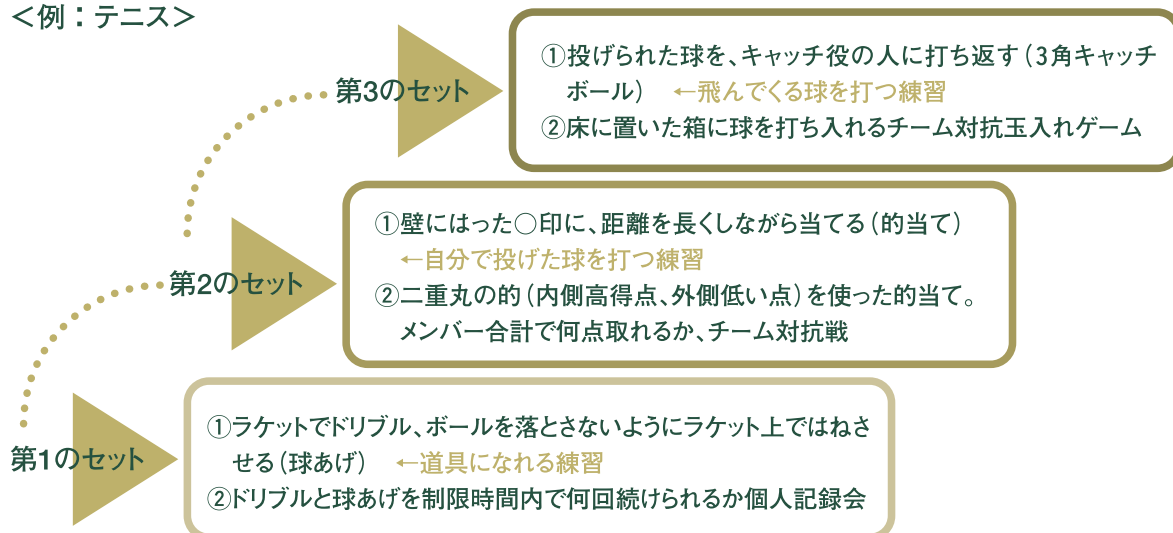 ＜例：テニス＞
第3のセット
①投げられた球を、キャッチ役の人に打ち返す（3角キャッチ
ボール）　←飛んでくる球を打つ練習
②床に置いた箱に球を打ち入れるチーム対抗玉入れゲーム
第2のセット
①壁にはった○印に、距離を長くしながら当てる（的当て）
←自分で投げた球を打つ練習
②二重丸の的（内側高得点、外側低い点）を使った的当て。
メンバー合計で何点取れるか、チーム対抗戦
第1のセット
①ラケットでドリブル、ボールを落とさないようにラケット上ではねさ
せる（球あげ）　←道具になれる練習
②ドリブルと球あげを制限時間内で何回続けられるか個人記録会